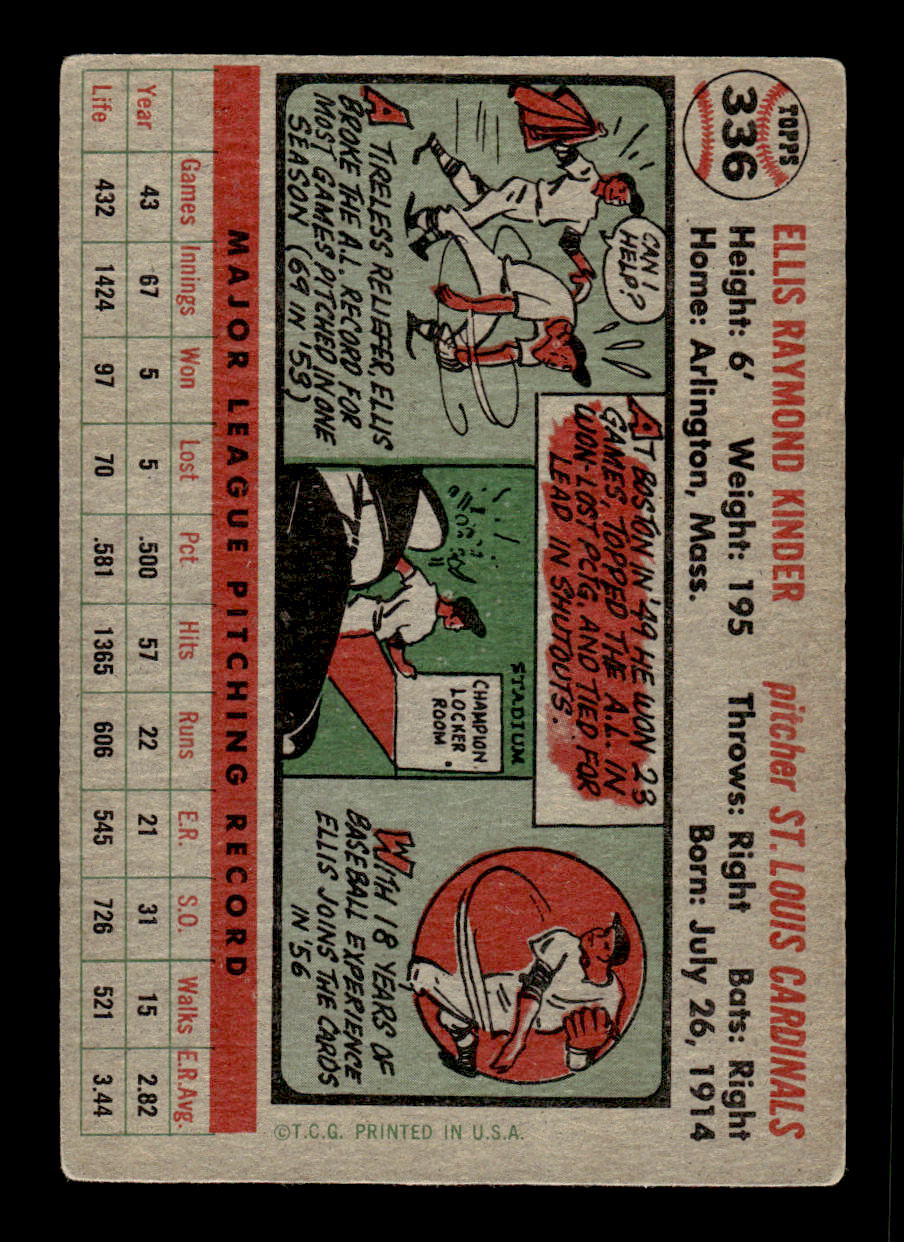 TOPPS
336
ELLIS RAYMOND KINDER pitcher ST. LOUIS CARDINALS
Height: 6' Weight: 195 Throws: Right Bats: Right
Home: Arlington, Mass. Born: July 26, 1914
CAN I
HELP?
A TIRELESS RELIEFER, ELLIS
BROKE THE A.L. RECORD FOR
MOST GAMES PITCHED IN ONE
SEASON (69 IN '53)
AT BOSTON IN '49 HE WON 23
GAMES, TOPPED THE A.L. IN
WON-LOST PCTG. AND TIED FOR
LEAD IN SHUTOUTS.
STADIUM
CHAMPION
LOCKER
ROOM
WITH 18 YEARS OF
BASEBALL EXPERIENCE,
ELLIS JOINS THE CARDS
IN '56
MAJOR LEAGUE PITCHING RECORD
Games Innings Won Lost Pct Hits Runs E.R. S.O. Walks E.R.Avg.
Year 43 67 5 5 .500 57 22 21 31 15 2.82
Life 432 1424 97 70 .581 1365 606 545 726 521 3.44
©T.C.G. PRINTED IN U.S.A.